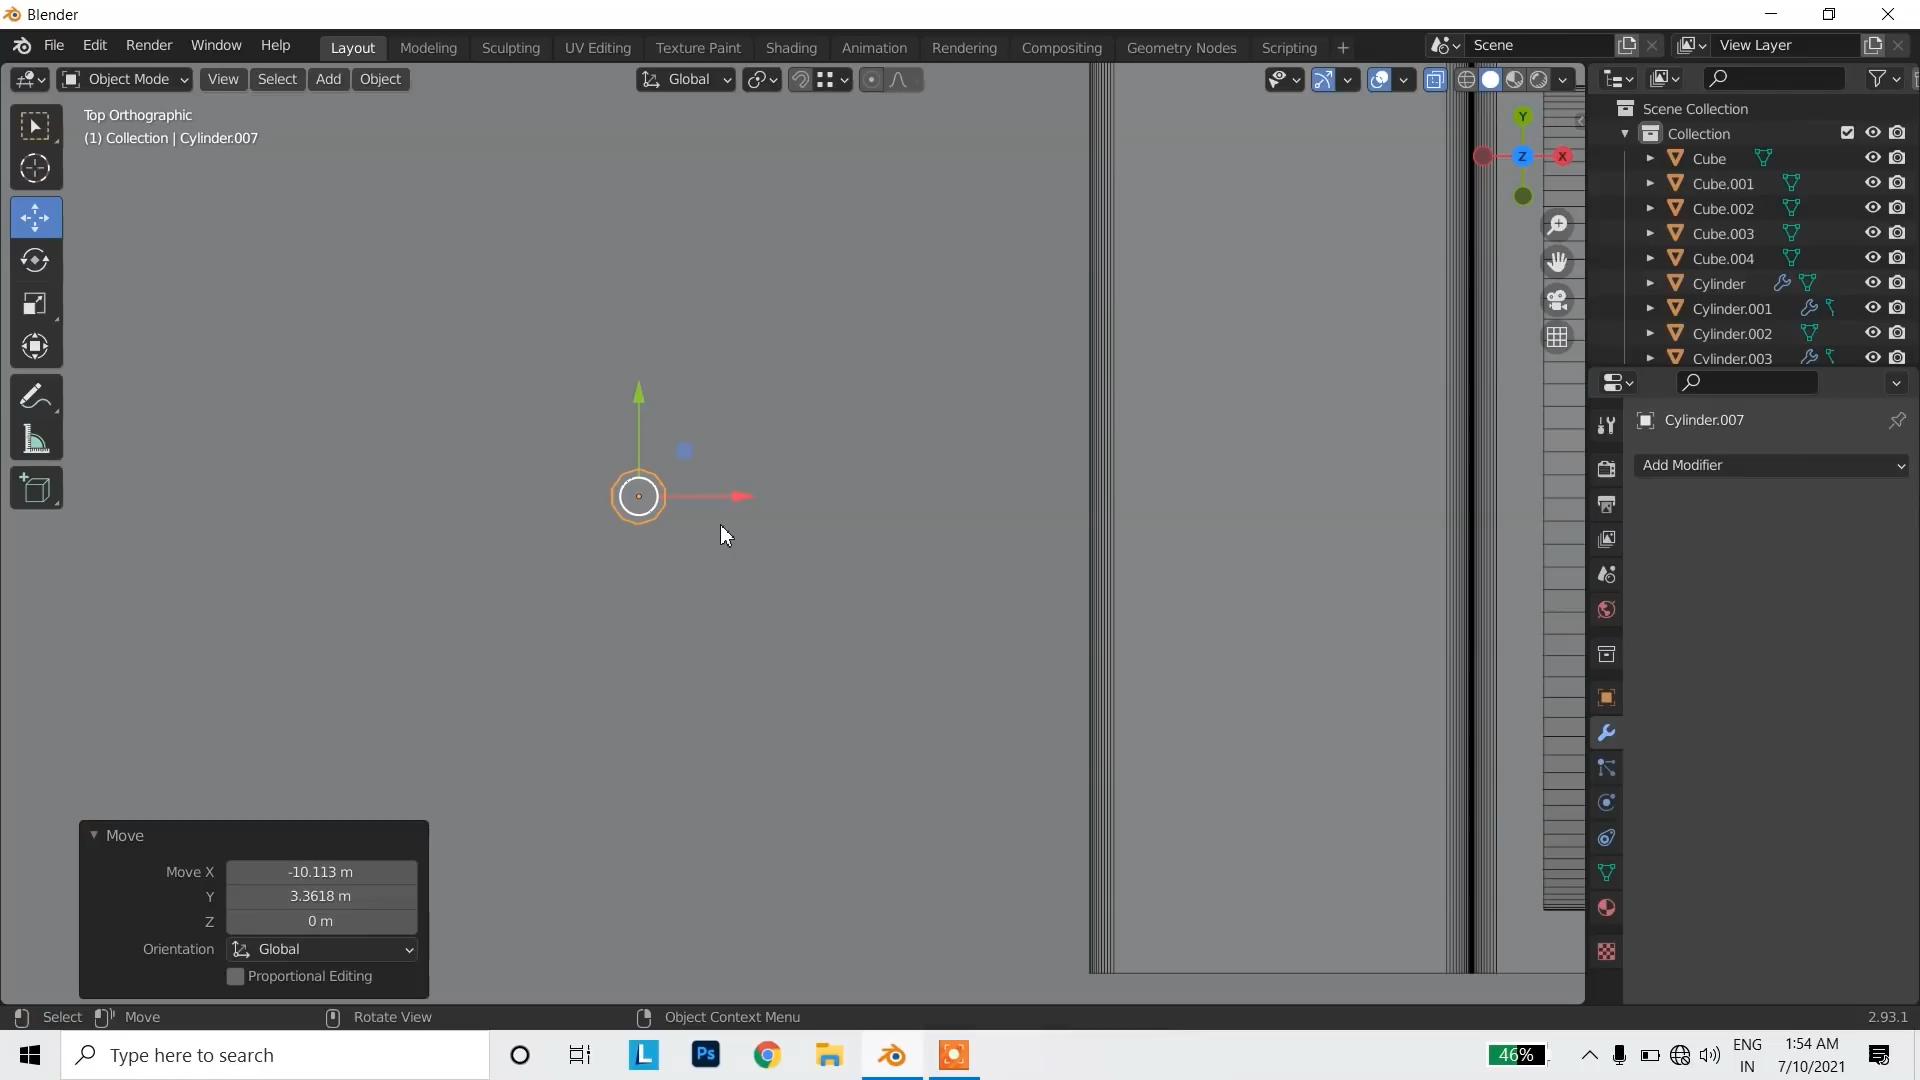 Blender
File Edit Render Window Help Layout Modeling Sculpting UV Editing Texture Paint Shading Animation Rendering Compositing Geometry Nodes Scripting + Scene View Layer
Object Mode View Select Add Object Global
Top Orthographic
(1) Collection | Cylinder.007
Y
X
Z
Scene Collection
Collection
Cube
Cube.001
Cube.002
Cube.003
Cube.004
Cylinder
Cylinder.001
Cylinder.002
Cylinder.003
Cylinder.007
Add Modifier
Move
Move X -10.113 m
Y 3.3618 m
Z 0 m
Orientation Global
Proportional Editing
Select Move Rotate View Object Context Menu 2.93.1
Type here to search
L
Ps
46%
ENG
IN
1:54 AM
7/10/2021